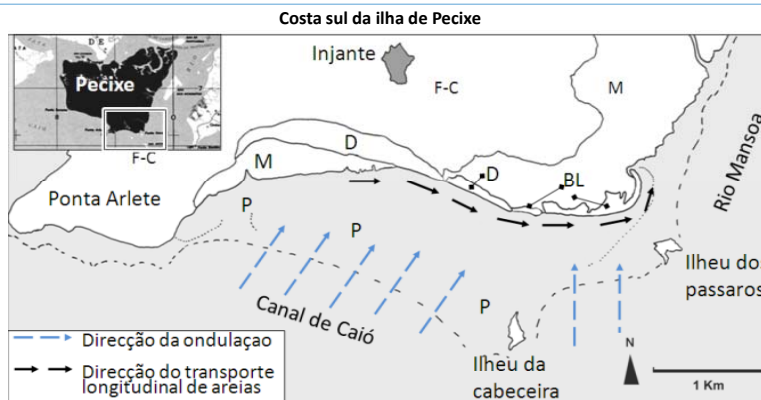 Costa sul da ilha de Pecixe
Pecixe
Injante
F-C
M
F-C
D
M
D
BL
Ponta Arlete
P
P
P
Rio Mansoa
Canal de Caió
Ilheu dos
passaros
Ilheu da
cabeceira
N
1 Km
Direcção da ondulaçao
Direcção do transporte
longitudinal de areias